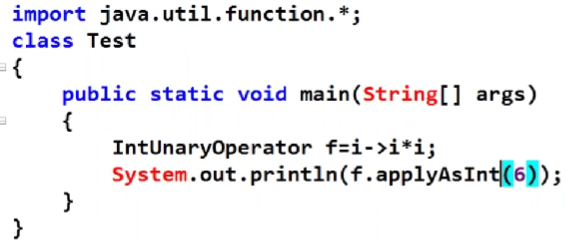 import java.util.function.*;
class Test
{
    public static void main(String[] args)
    {
        IntUnaryOperator f=i->i*i;
        System.out.println(f.applyAsInt(6));
    }
}